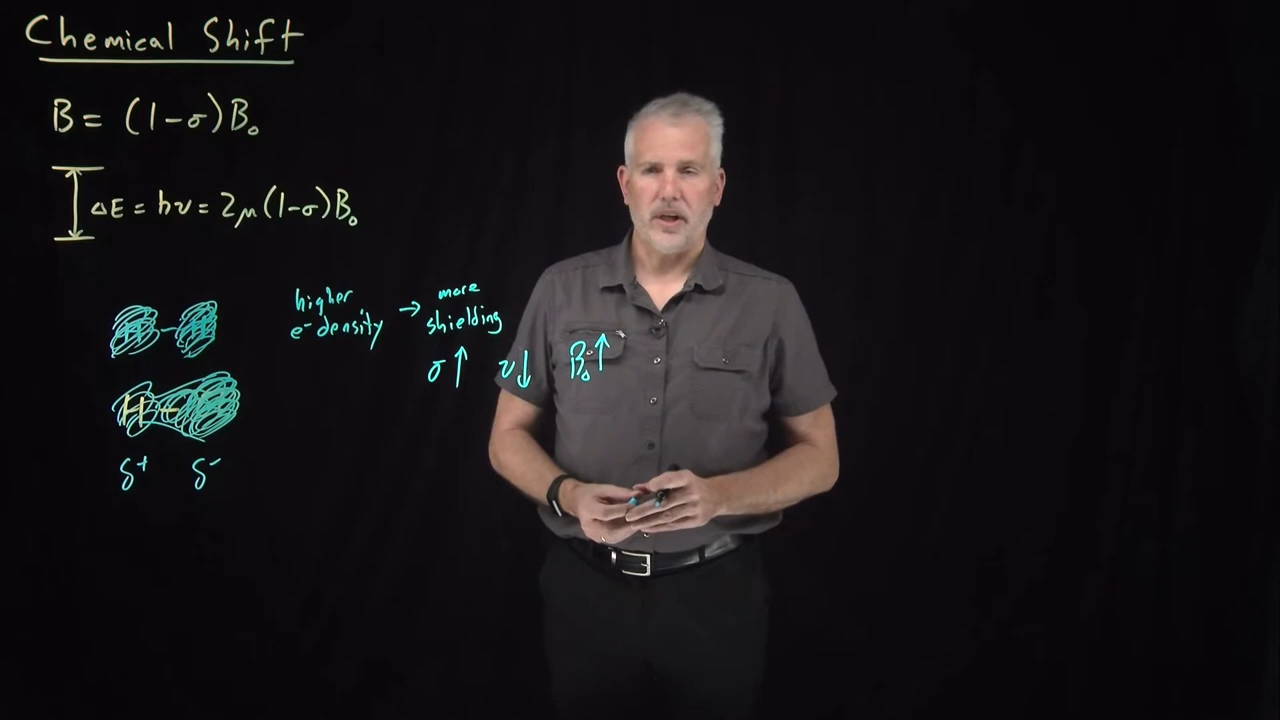 Chemical Shift
B = (1-σ)B₀
ΔE = hν = 2μ(1-σ)B₀
H - H
higher
e⁻ density
→ more
shielding
σ↑ ν↓ B₀↑
H -
δ⁺ δ⁻